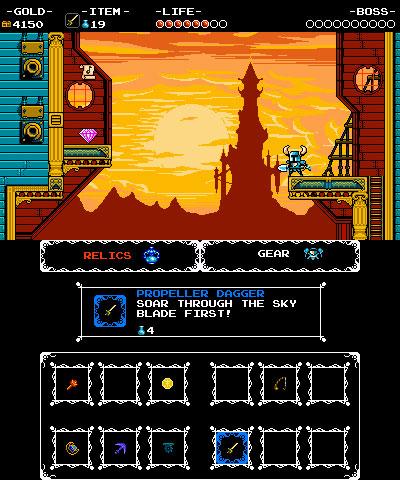 -GOLD-
4150
-ITEM-
19
-LIFE-
-BOSS-
RELICS
GEAR
PROPELLER DAGGER
SOAR THROUGH THE SKY
BLADE FIRST!
4